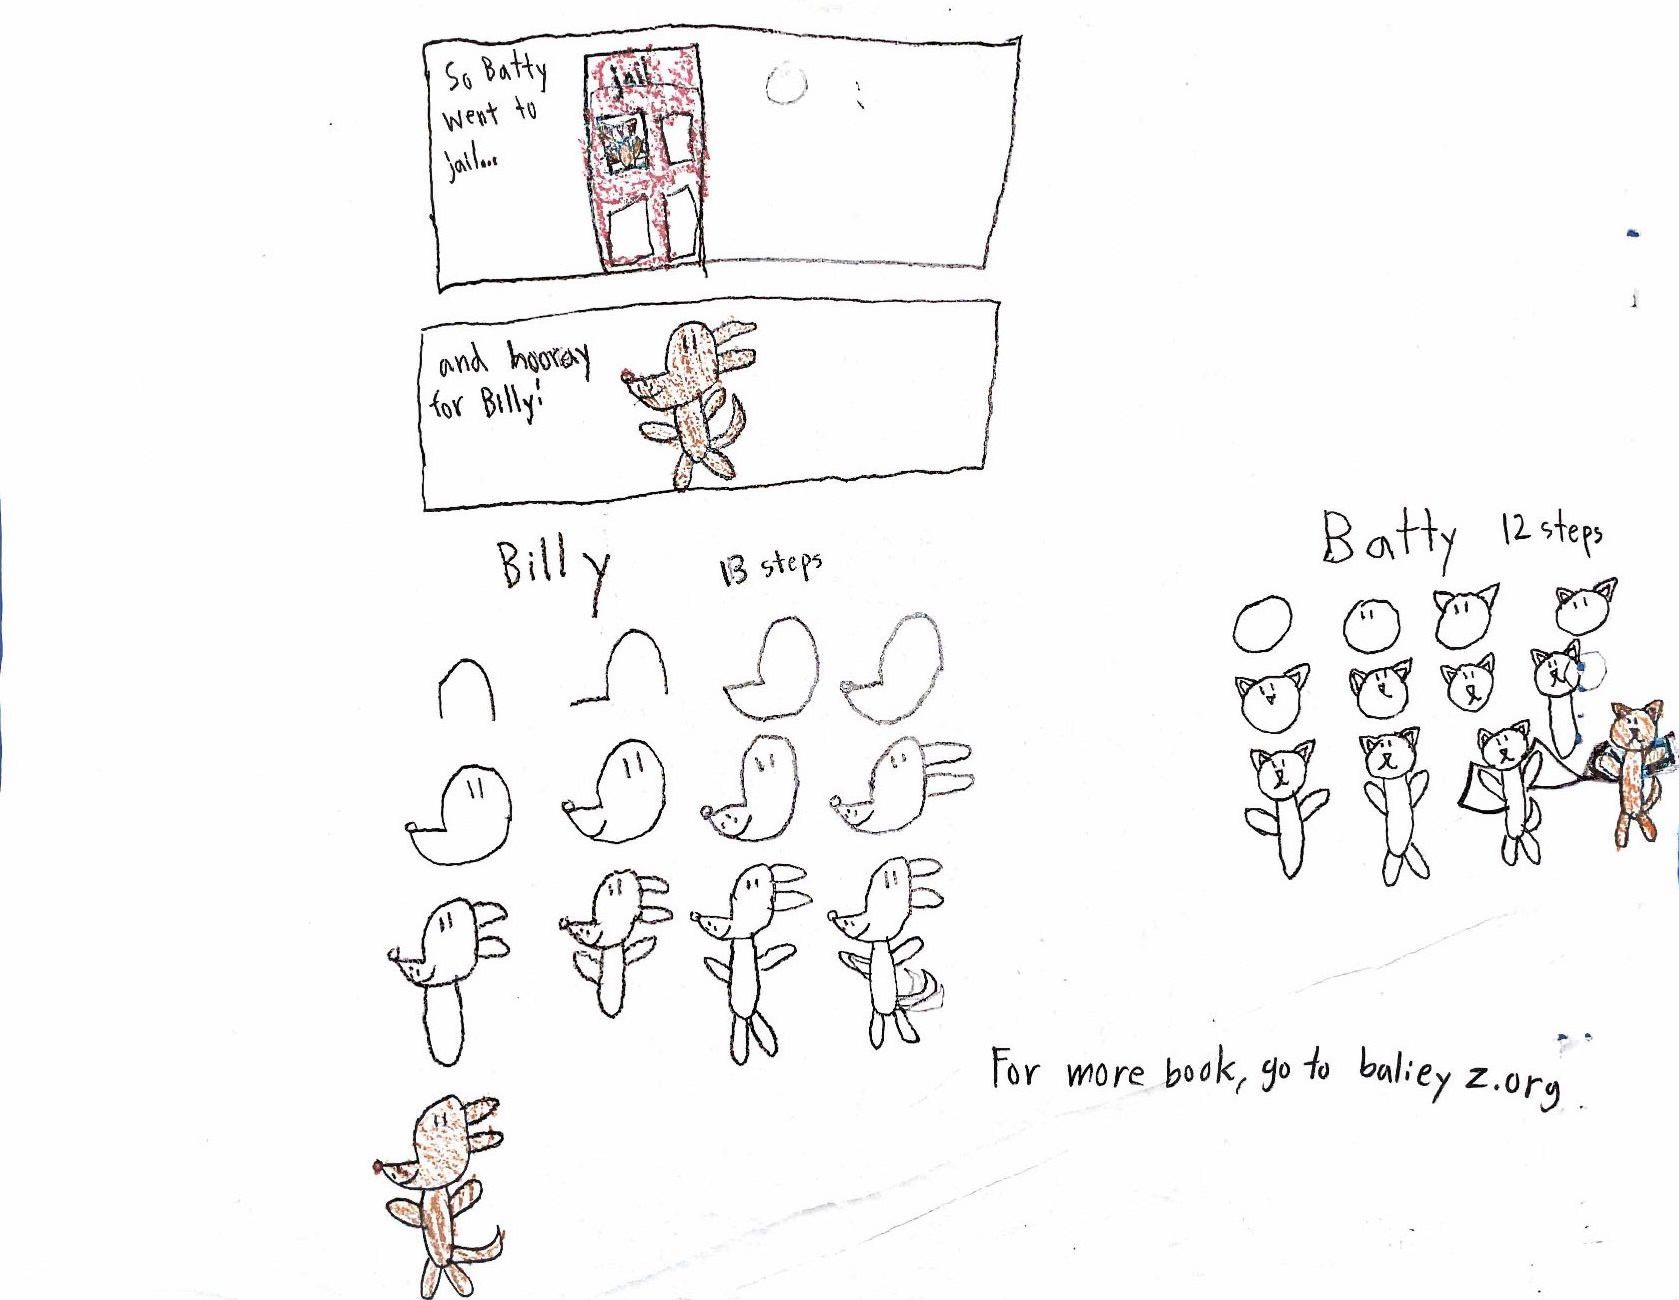 So Batty
went to
jail...
jail
and hooray
for Billy!
Billy 13 steps
Batty 12 steps
For more book, go to baliey z.org